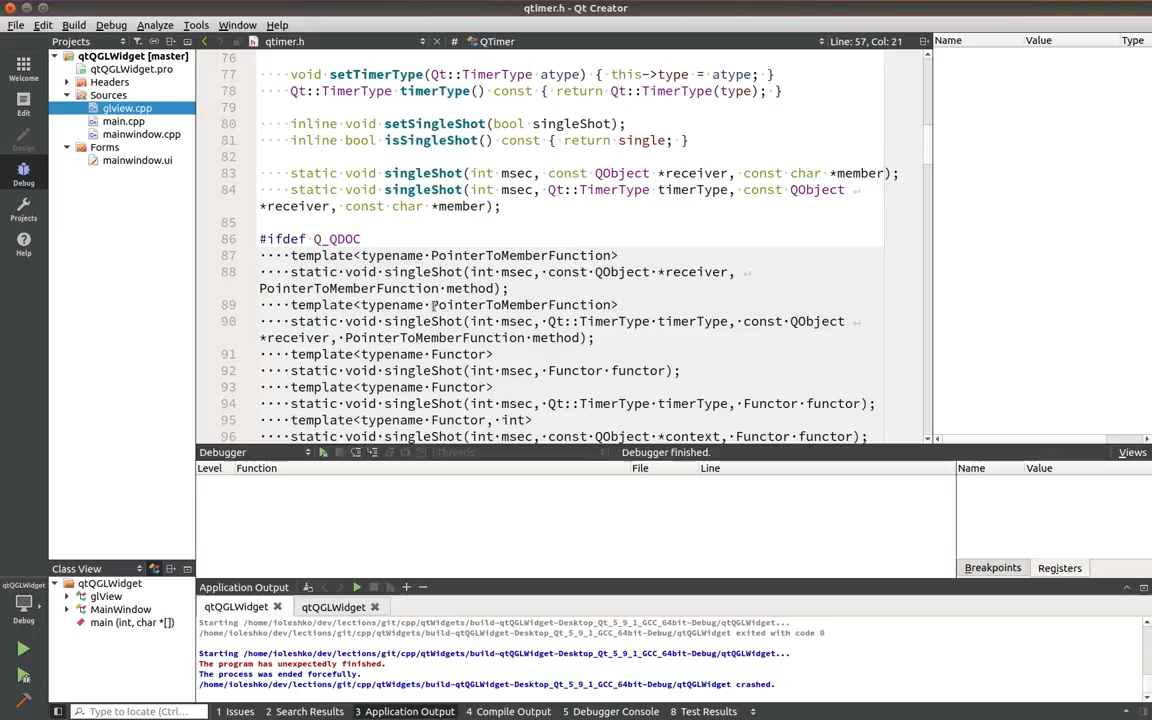 qtimer.h - Qt Creator
File Edit Build Debug Analyze Tools Window Help
Projects qtimer.h # QTimer Line: 57, Col: 21 Name Value Type
Welcome
Edit
Design
Debug
Projects
Help
qtQGLWidget [master]
qtQGLWidget.pro
Headers
Sources
glview.cpp
main.cpp
mainwindow.cpp
Forms
mainwindow.ui
76
77 ····void·setTimerType(Qt::TimerType·atype)·{·this->type·=·atype;·}
78 ····Qt::TimerType·timerType()·const·{·return·Qt::TimerType(type);·}
79
80 ····inline·void·setSingleShot(bool·singleShot);
81 ····inline·bool·isSingleShot()·const·{·return·single;·}
82
83 ····static·void·singleShot(int·msec,·const·QObject·*receiver,·const·char·*member);
84 ····static·void·singleShot(int·msec,·Qt::TimerType·timerType,·const·QObject ↵
*receiver,·const·char·*member);
85
86 #ifdef·Q_QDOC
87 ····template<typename·PointerToMemberFunction>
88 ····static·void·singleShot(int·msec,·const·QObject·*receiver, ↵
PointerToMemberFunction·method);
89 ····template<typename·PointerToMemberFunction>
90 ····static·void·singleShot(int·msec,·Qt::TimerType·timerType,·const·QObject ↵
*receiver,·PointerToMemberFunction·method);
91 ····template<typename·Functor>
92 ····static·void·singleShot(int·msec,·Functor·functor);
93 ····template<typename·Functor>
94 ····static·void·singleShot(int·msec,·Qt::TimerType·timerType,·Functor·functor);
95 ····template<typename·Functor,·int>
96 ····static·void·singleShot(int·msec,·const·QObject·*context,·Functor·functor);
Debugger Threads: Debugger finished. Views
Level Function File Line Name Value
Breakpoints Registers
Class View
qtQGLWidget
glView
MainWindow
main (int, char *[])
qtQGLWidget
Debug
Application Output
qtQGLWidget qtQGLWidget
Starting /home/ioleshko/dev/lections/git/cpp/qtWidgets/build-qtQGLWidget-Desktop_Qt_5_9_1_GCC_64bit-Debug/qtQGLWidget...
/home/ioleshko/dev/lections/git/cpp/qtWidgets/build-qtQGLWidget-Desktop_Qt_5_9_1_GCC_64bit-Debug/qtQGLWidget exited with code 0
Starting /home/ioleshko/dev/lections/git/cpp/qtWidgets/build-qtQGLWidget-Desktop_Qt_5_9_1_GCC_64bit-Debug/qtQGLWidget...
The program has unexpectedly finished.
The process was ended forcefully.
/home/ioleshko/dev/lections/git/cpp/qtWidgets/build-qtQGLWidget-Desktop_Qt_5_9_1_GCC_64bit-Debug/qtQGLWidget crashed.
Type to locate (Ctrl... 1 Issues 2 Search Results 3 Application Output 4 Compile Output 5 Debugger Console 8 Test Results